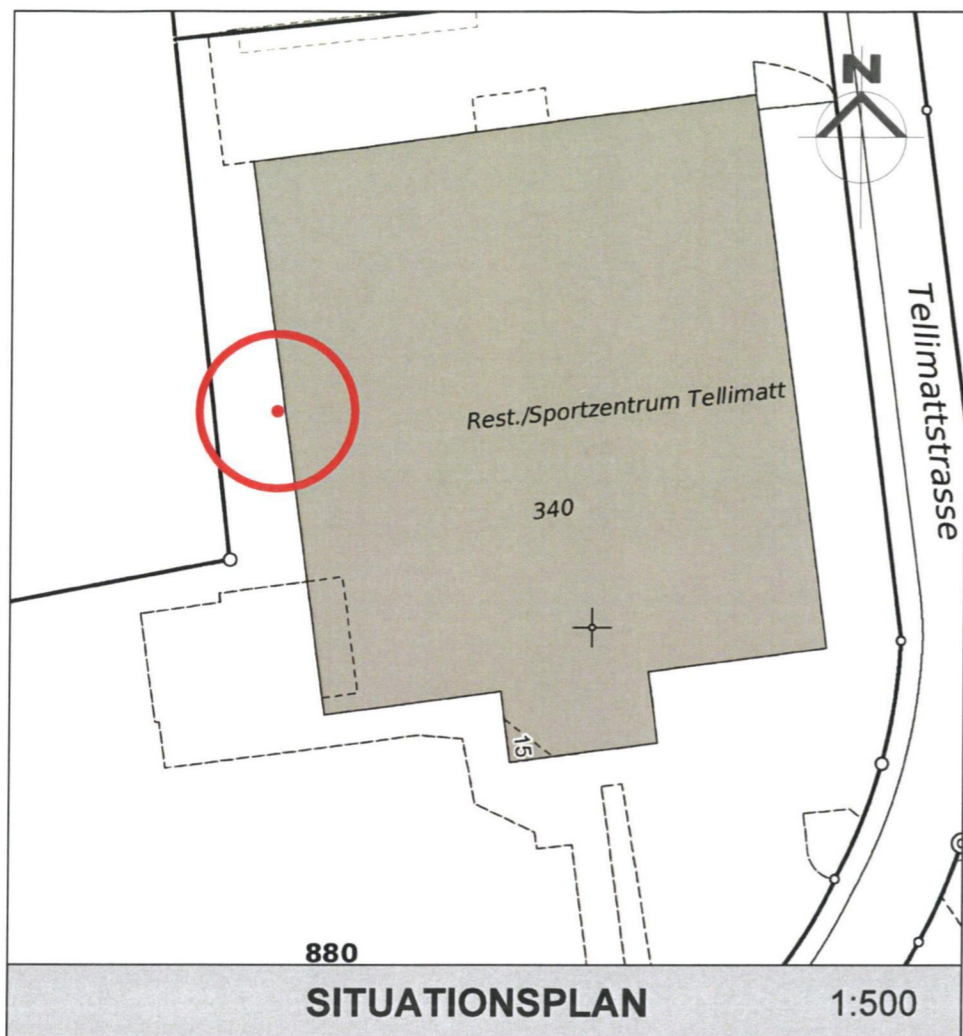 N
Tellimattstrasse
Rest./Sportzentrum Tellimatt
340
15
880
SITUATIONSPLAN 1:500